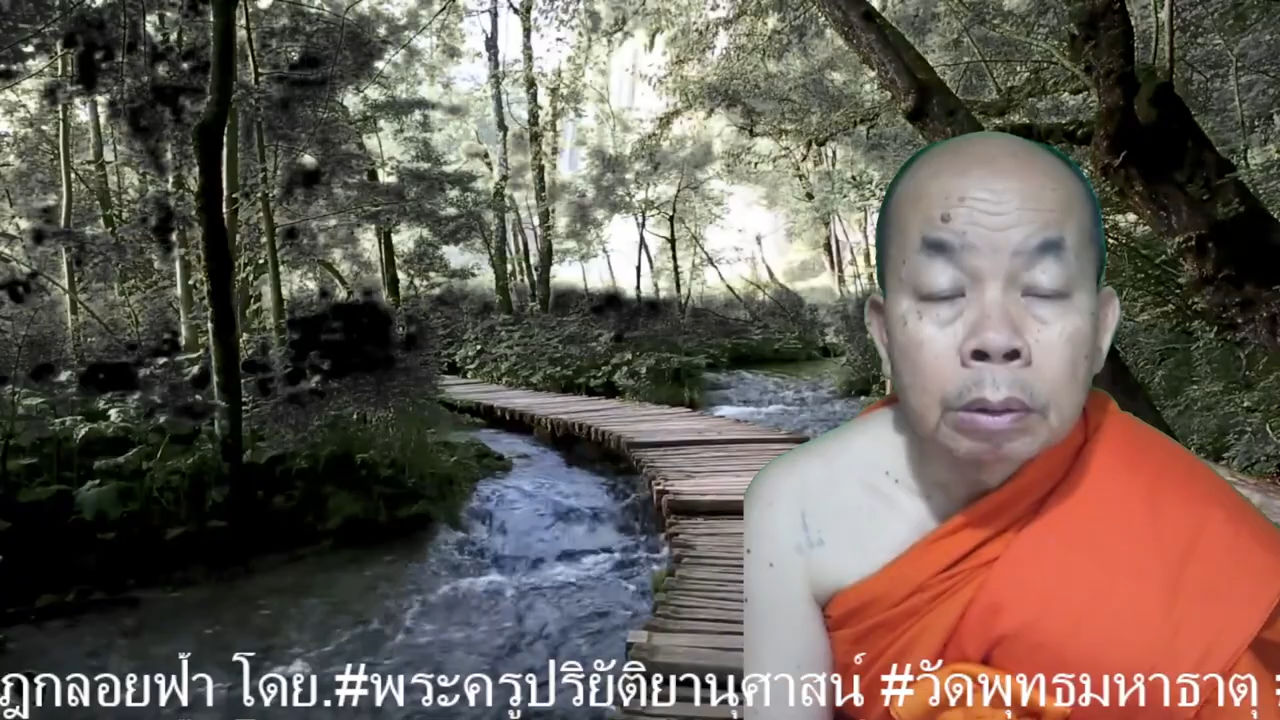 ฎกลอยฟ้า โดย.#พระครูปริยัติยานุศาสน์ #วัดพุทธมหาธาตุ